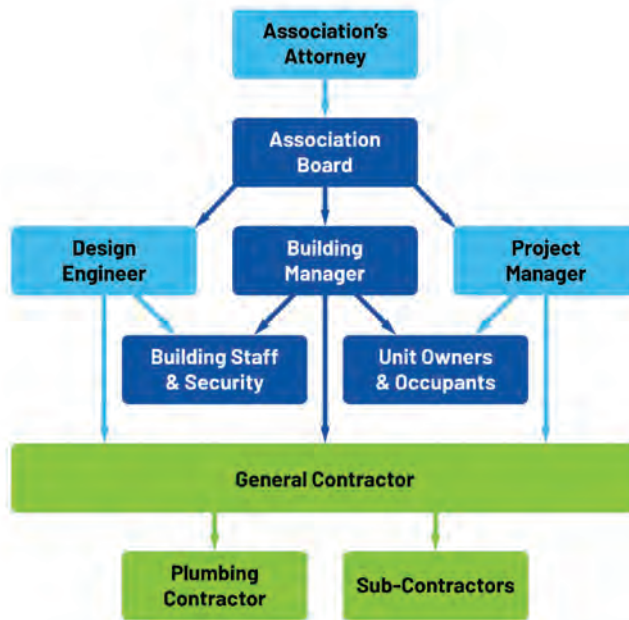 Association's
Attorney
Association
Board
Design
Engineer
Building
Manager
Project
Manager
Building Staff
& Security
Unit Owners
& Occupants
General Contractor
Plumbing
Contractor
Sub-Contractors